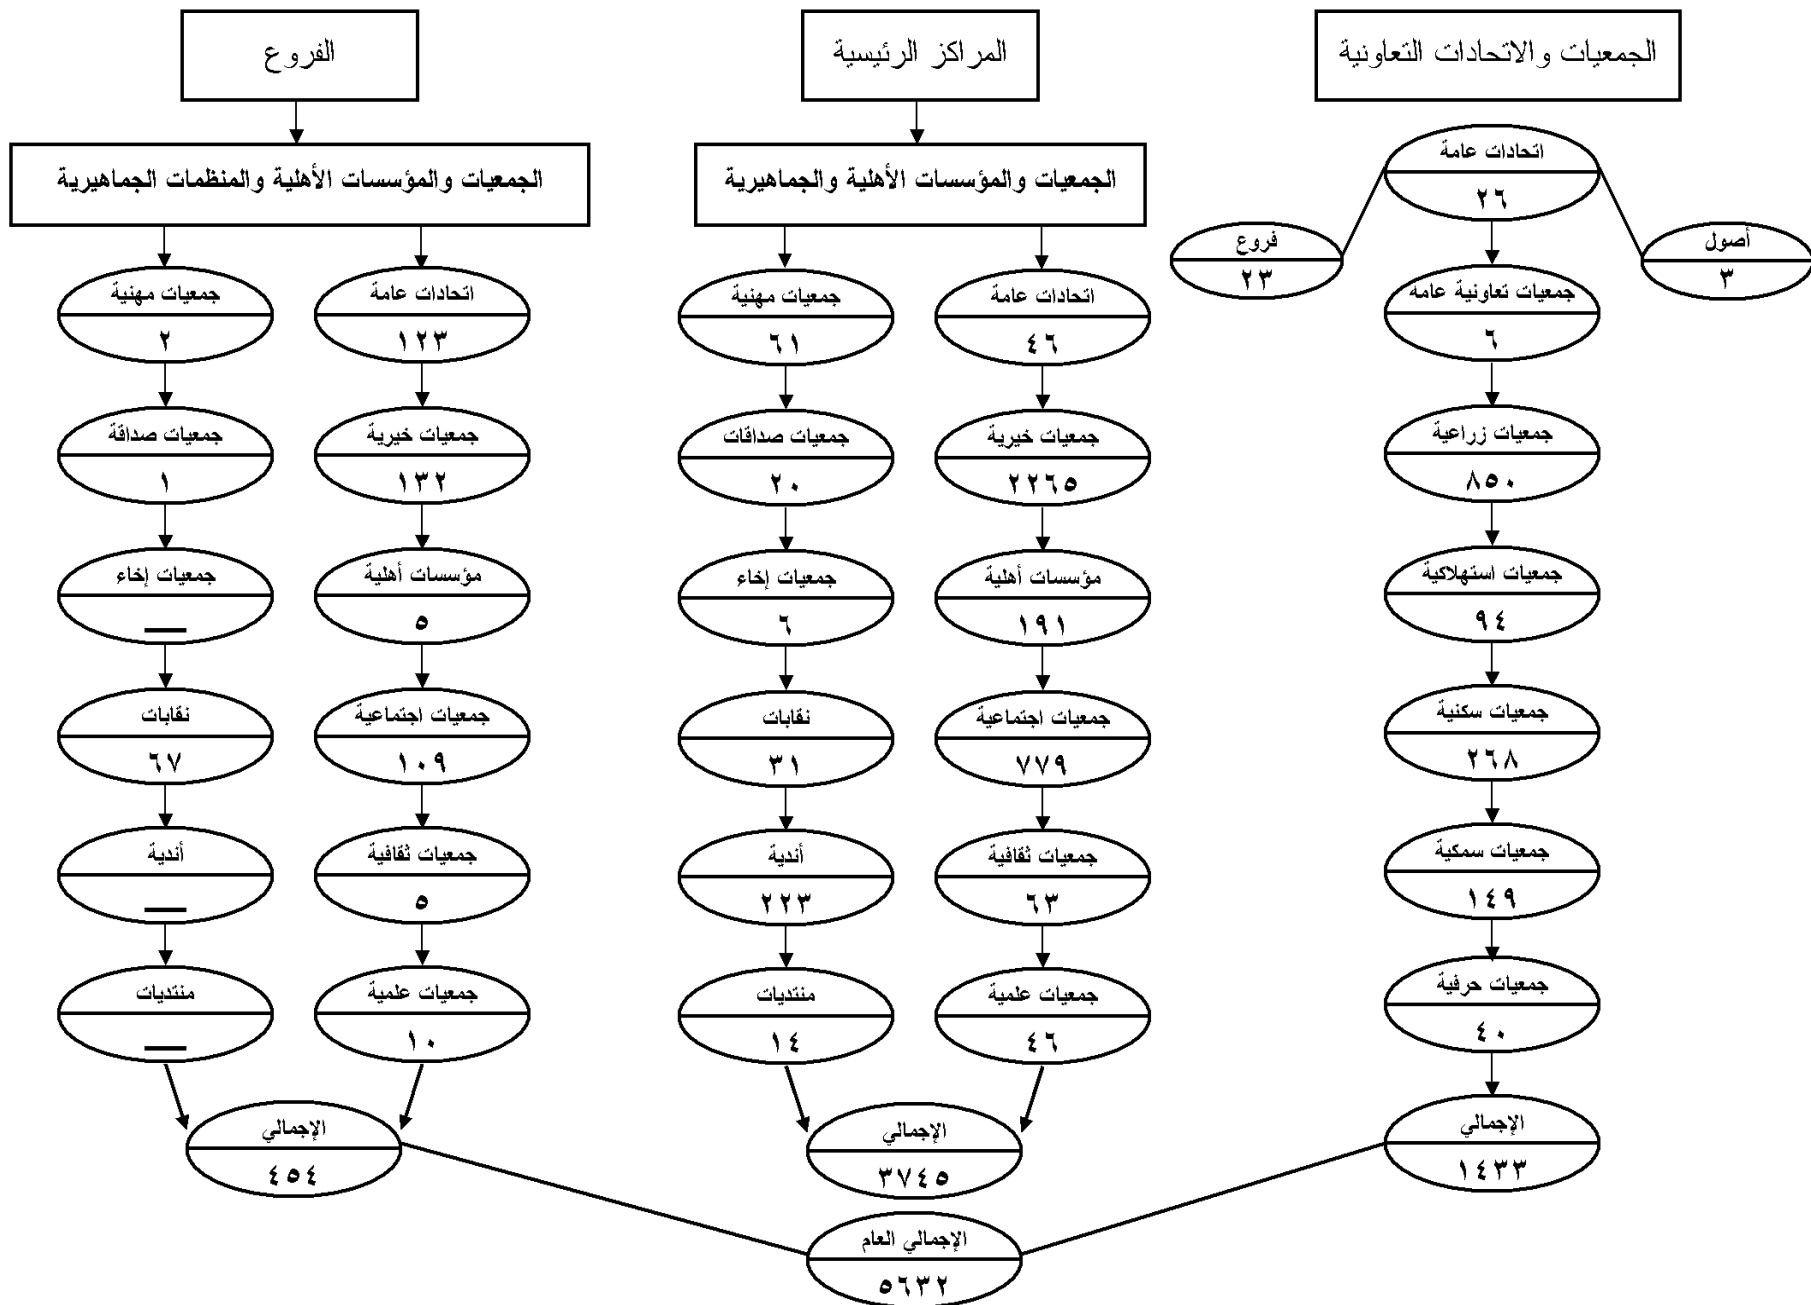 الجمعيات والاتحادات التعاونية
اتحادات عامة
٢٦
أصول
٣
فروع
٢٣
جمعيات تعاونية عامة
٦
جمعيات زراعية
٨٥٠
جمعيات استهلاكية
٩٤
جمعيات سكنية
٢٦٨
جمعيات سمكية
١٤٩
جمعيات حرفية
٤٠
الإجمالي
١٤٣٣
المراكز الرئيسية
الجمعيات والمؤسسات الأهلية والجماهيرية
اتحادات عامة
٤٦
جمعيات خيرية
٢٢٦٥
مؤسسات أهلية
١٩١
جمعيات اجتماعية
٧٧٩
جمعيات ثقافية
٦٣
جمعيات علمية
٤٦
جمعيات مهنية
٦١
جمعيات صداقات
٢٠
جمعيات إخاء
٦
نقابات
٣١
أندية
٢٢٣
منتديات
١٤
الإجمالي
٣٧٤٥
الفروع
الجمعيات والمؤسسات الأهلية والمنظمات الجماهيرية
اتحادات عامة
١٢٣
جمعيات خيرية
١٣٢
مؤسسات أهلية
٥
جمعيات اجتماعية
١٠٩
جمعيات ثقافية
٥
جمعيات علمية
١٠
جمعيات مهنية
٢
جمعيات صداقة
١
جمعيات إخاء
—
نقابات
٦٧
أندية
—
منتديات
—
الإجمالي
٤٥٤
الإجمالي العام
٥٦٣٢